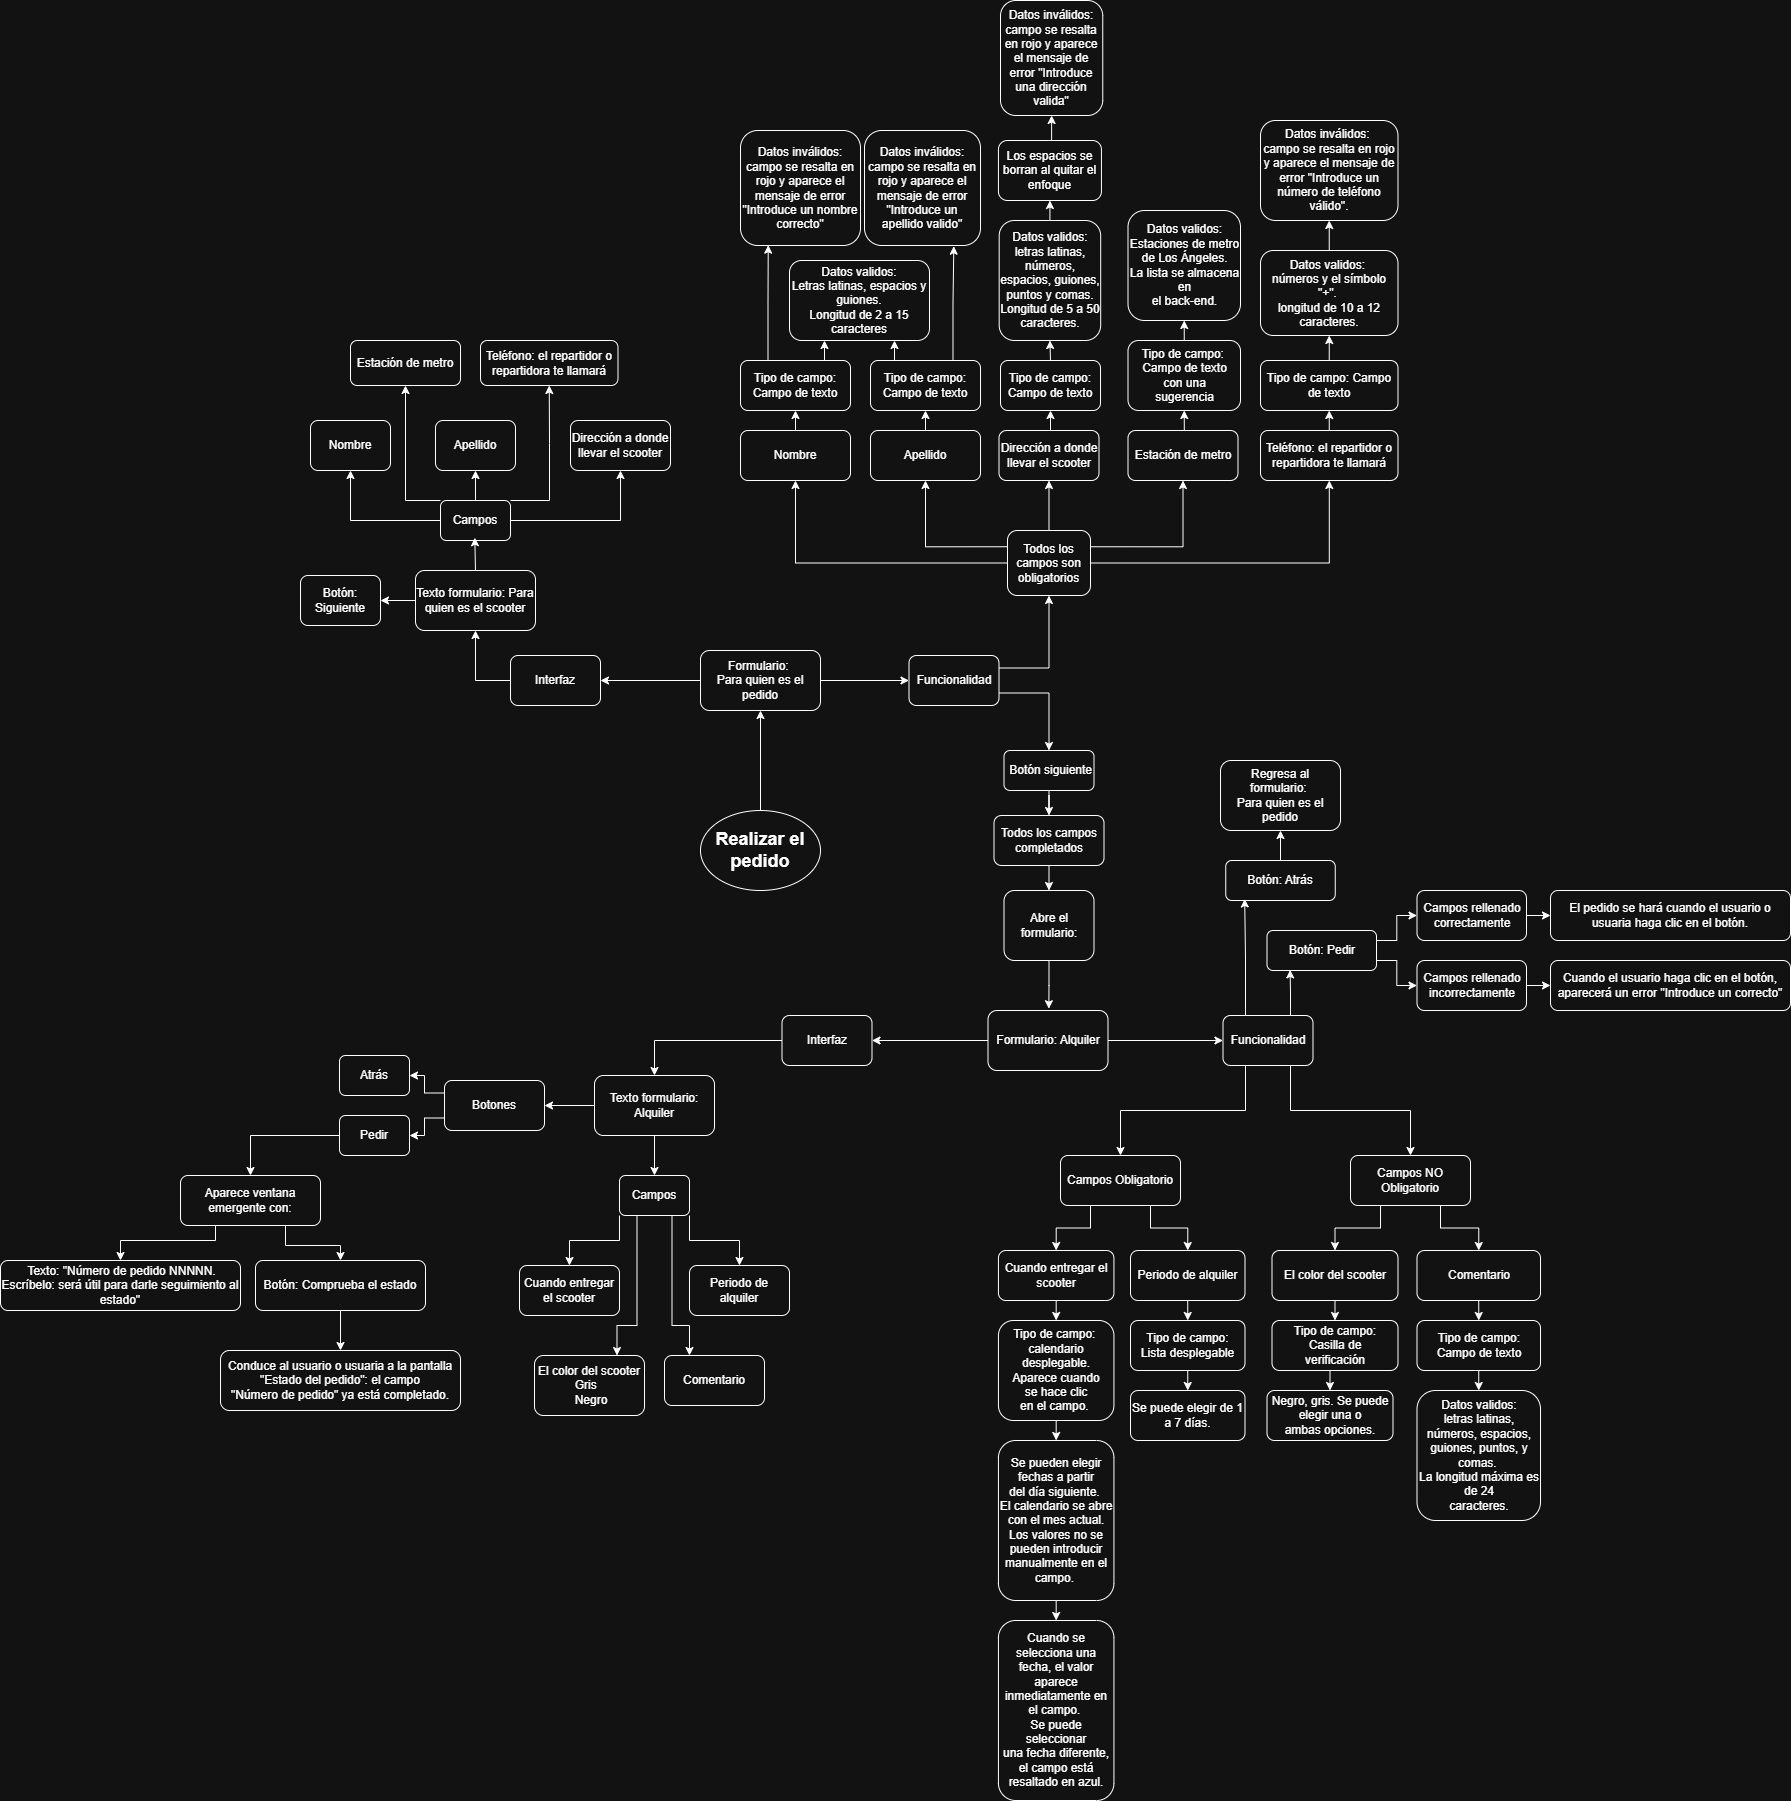 Datos inválidos:
campo se resalta
en rojo y aparece
el mensaje de
error "Introduce
una dirección
valida"
Datos inválidos:
campo se resalta en
rojo y aparece el
mensaje de error
"Introduce un nombre
correcto"
Datos inválidos:
campo se resalta en
rojo y aparece el
mensaje de error
"Introduce un
apellido valido"
Los espacios se
borran al quitar el
enfoque
Datos inválidos:
campo se resalta en rojo
y aparece el mensaje de
error "Introduce un
número de teléfono
válido".
Datos validos:
Letras latinas, espacios y
guiones.
Longitud de 2 a 15
caracteres
Datos validos:
letras latinas,
números,
espacios, guiones,
puntos y comas.
Longitud de 5 a 50
caracteres.
Datos validos:
Estaciones de metro
de Los Ángeles.
La lista se almacena
en
el back-end.
Datos validos:
números y el símbolo
"+".
longitud de 10 a 12
caracteres.
Estación de metro
Teléfono: el repartidor o
repartidora te llamará
Tipo de campo:
Campo de texto
Tipo de campo:
Campo de texto
Tipo de campo:
Campo de texto
Tipo de campo:
Campo de texto
con una
sugerencia
Tipo de campo: Campo
de texto
Nombre
Apellido
Dirección a donde
llevar el scooter
Nombre
Apellido
Dirección a donde
llevar el scooter
Estación de metro
Teléfono: el repartidor o
repartidora te llamará
Campos
Todos los
campos son
obligatorios
Botón:
Siguiente
Texto formulario: Para
quien es el scooter
Interfaz
Formulario:
Para quien es el
pedido
Funcionalidad
Botón siguiente
Regresa al
formulario:
Para quien es el
pedido
Realizar el
pedido
Todos los campos
completados
Botón: Atrás
Abre el
formulario:
Botón: Pedir
Campos rellenado
correctamente
El pedido se hará cuando el usuario o
usuaria haga clic en el botón.
Campos rellenado
incorrectamente
Cuando el usuario haga clic en el botón,
aparecerá un error "Introduce un correcto"
Interfaz
Formulario: Alquiler
Funcionalidad
Atrás
Botones
Texto formulario:
Alquiler
Pedir
Aparece ventana
emergente con:
Campos
Campos Obligatorio
Campos NO
Obligatorio
Texto: "Número de pedido NNNNN.
Escríbelo: será útil para darle seguimiento al
estado"
Botón: Comprueba el estado
Cuando entregar
el scooter
Periodo de
alquiler
Cuando entregar el
scooter
Periodo de alquiler
El color del scooter
Comentario
Conduce al usuario o usuaria a la pantalla
"Estado del pedido": el campo
"Número de pedido" ya está completado.
El color del scooter
Gris
Negro
Comentario
Tipo de campo:
calendario
desplegable.
Aparece cuando
se hace clic
en el campo.
Tipo de campo:
Lista desplegable
Tipo de campo:
Casilla de
verificación
Tipo de campo:
Campo de texto
Se puede elegir de 1
a 7 días.
Negro, gris. Se puede
elegir una o
ambas opciones.
Datos validos:
letras latinas,
números, espacios,
guiones, puntos, y
comas.
La longitud máxima es
de 24
caracteres.
Se pueden elegir
fechas a partir
del día siguiente.
El calendario se abre
con el mes actual.
Los valores no se
pueden introducir
manualmente en el
campo.
Cuando se
selecciona una
fecha, el valor
aparece
inmediatamente en
el campo.
Se puede
seleccionar
una fecha diferente,
el campo está
resaltado en azul.